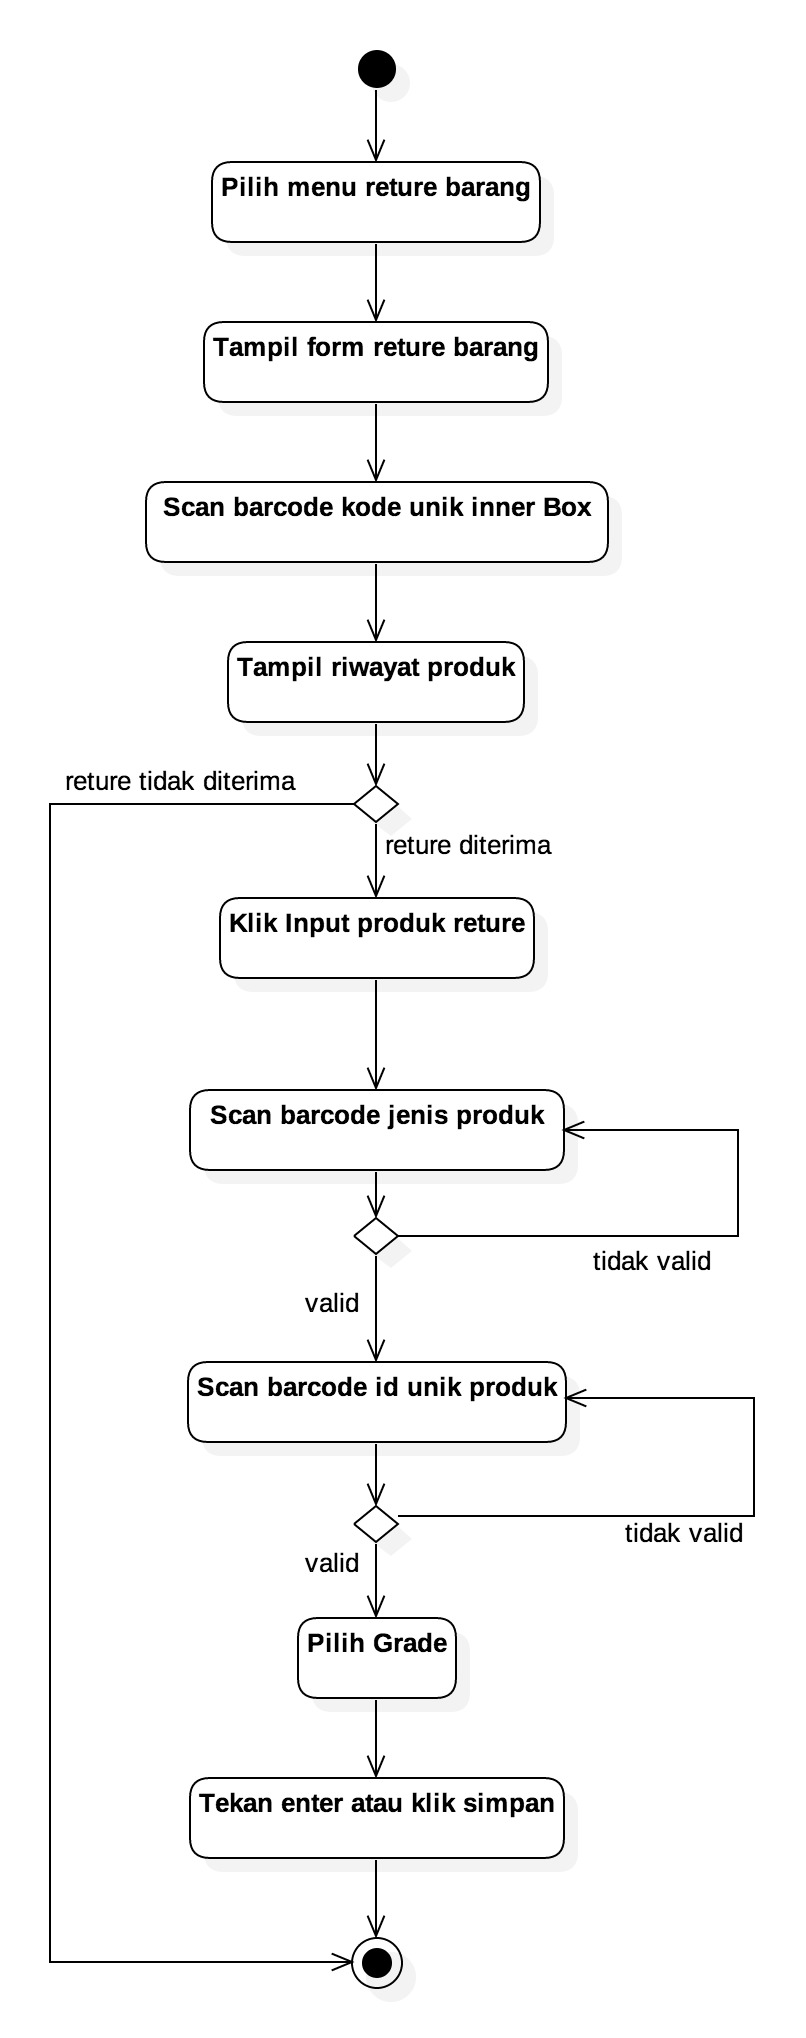 Pilih menu reture barang
Tampil form reture barang
Scan barcode kode unik inner Box
Tampil riwayat produk
reture tidak diterima
reture diterima
Klik Input produk reture
Scan barcode jenis produk
tidak valid
valid
Scan barcode id unik produk
tidak valid
valid
Pilih Grade
Tekan enter atau klik simpan